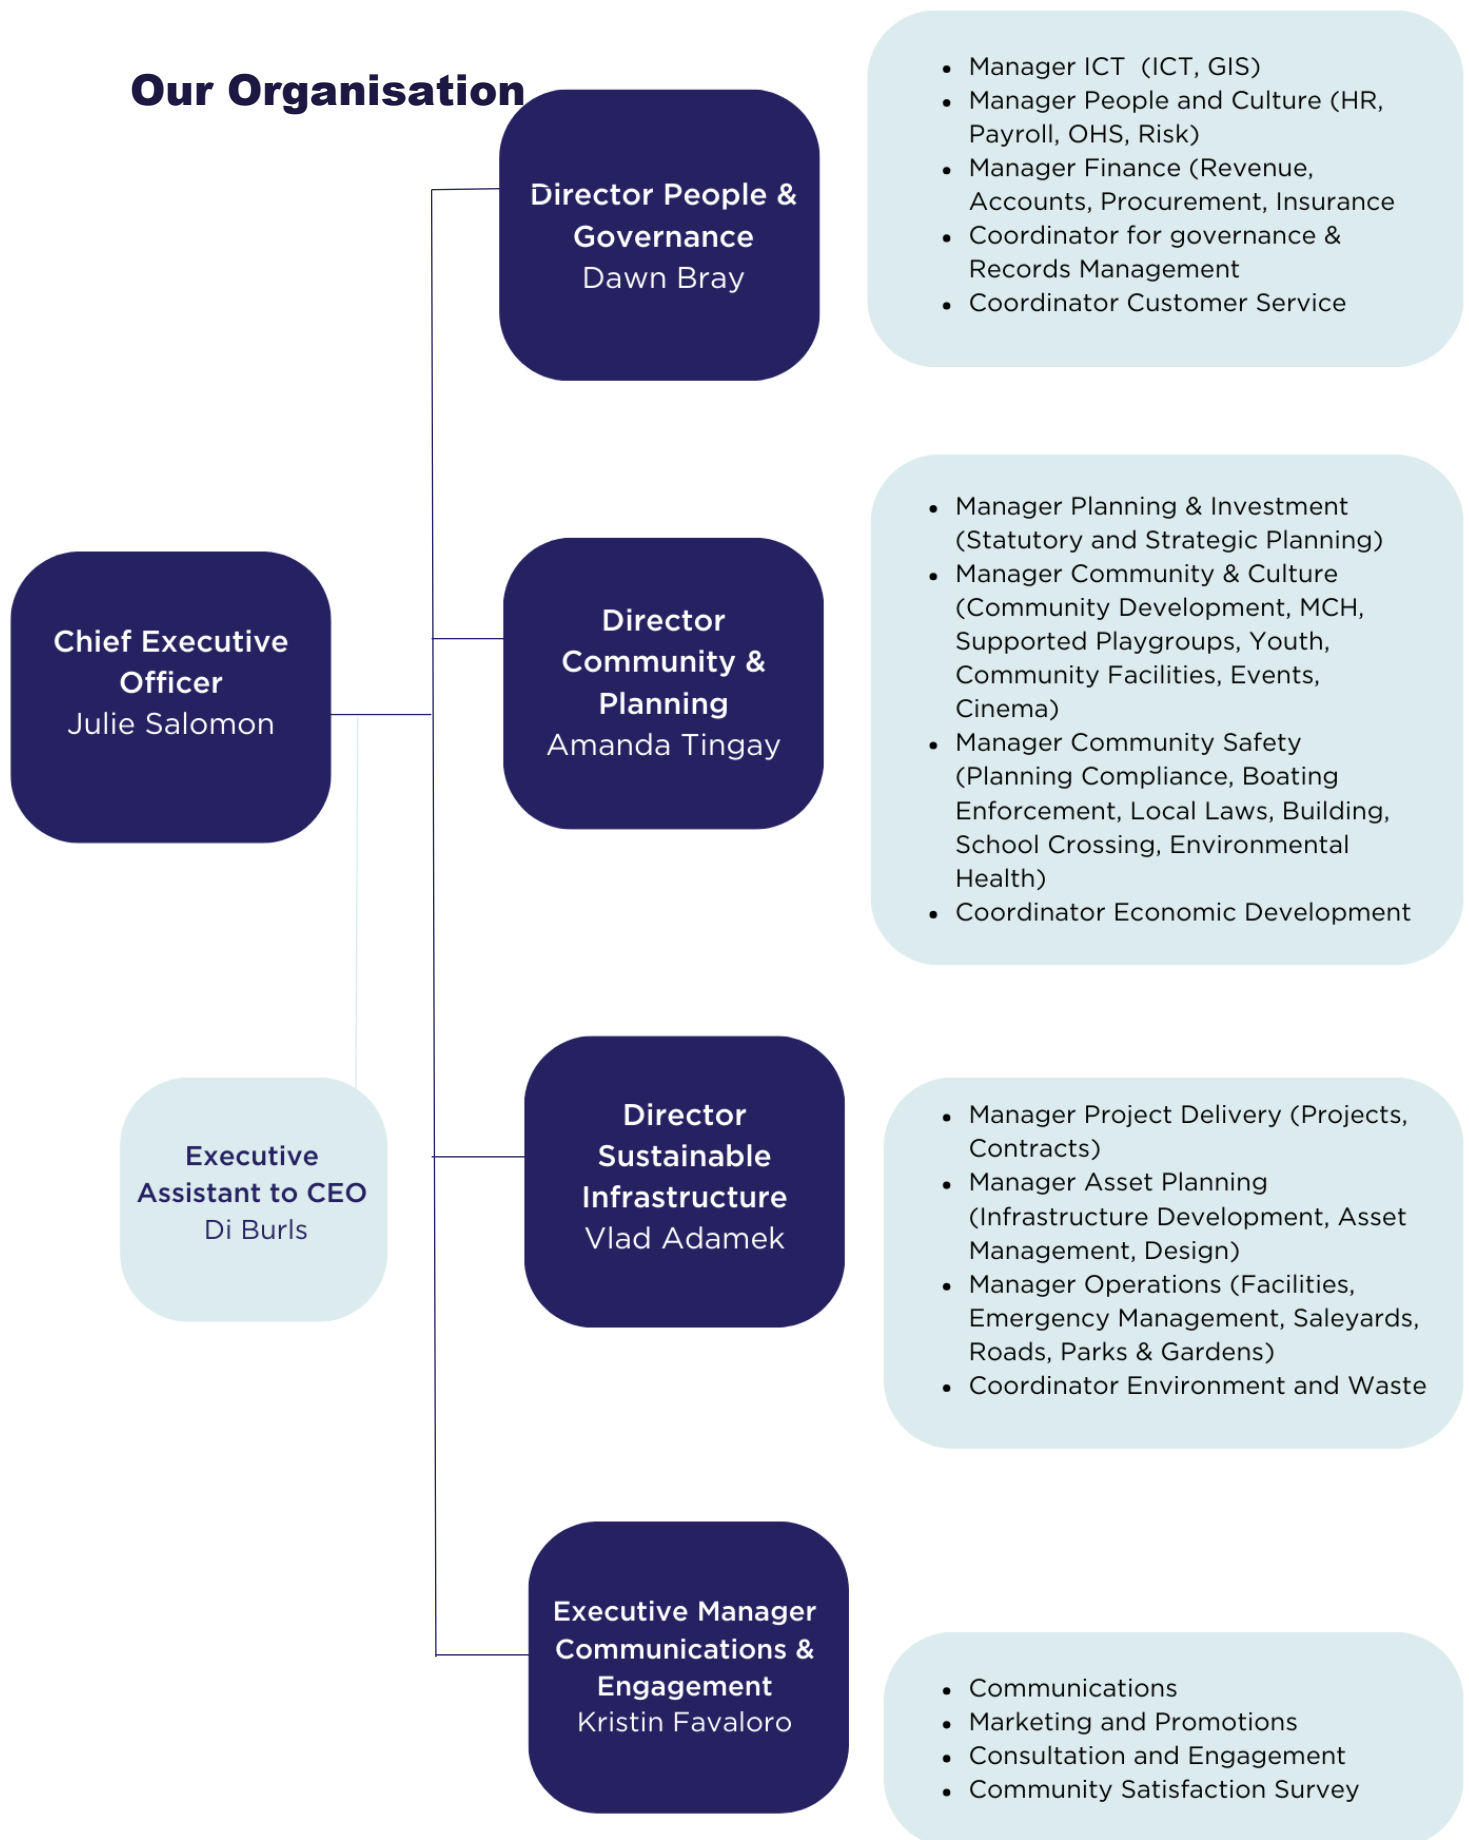 Our Organisation
Director People &
Governance
Dawn Bray
• Manager ICT (ICT, GIS)
• Manager People and Culture (HR,
Payroll, OHS, Risk)
• Manager Finance (Revenue,
Accounts, Procurement, Insurance
• Coordinator for governance &
Records Management
• Coordinator Customer Service
Chief Executive
Officer
Julie Salomon
Director
Community &
Planning
Amanda Tingay
• Manager Planning & Investment
(Statutory and Strategic Planning)
• Manager Community & Culture
(Community Development, MCH,
Supported Playgroups, Youth,
Community Facilities, Events,
Cinema)
• Manager Community Safety
(Planning Compliance, Boating
Enforcement, Local Laws, Building,
School Crossing, Environmental
Health)
• Coordinator Economic Development
Executive
Assistant to CEO
Di Burls
Director
Sustainable
Infrastructure
Vlad Adamek
• Manager Project Delivery (Projects,
Contracts)
• Manager Asset Planning
(Infrastructure Development, Asset
Management, Design)
• Manager Operations (Facilities,
Emergency Management, Saleyards,
Roads, Parks & Gardens)
• Coordinator Environment and Waste
Executive Manager
Communications &
Engagement
Kristin Favaloro
• Communications
• Marketing and Promotions
• Consultation and Engagement
• Community Satisfaction Survey